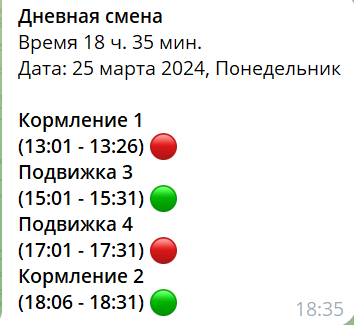 Дневная смена
Время 18 ч. 35 мин.
Дата: 25 марта 2024, Понедельник
Кормление 1
(13:01 - 13:26)
Подвижка 3
(15:01 - 15:31)
Подвижка 4
(17:01 - 17:31)
Кормление 2
(18:06 - 18:31)
18:35